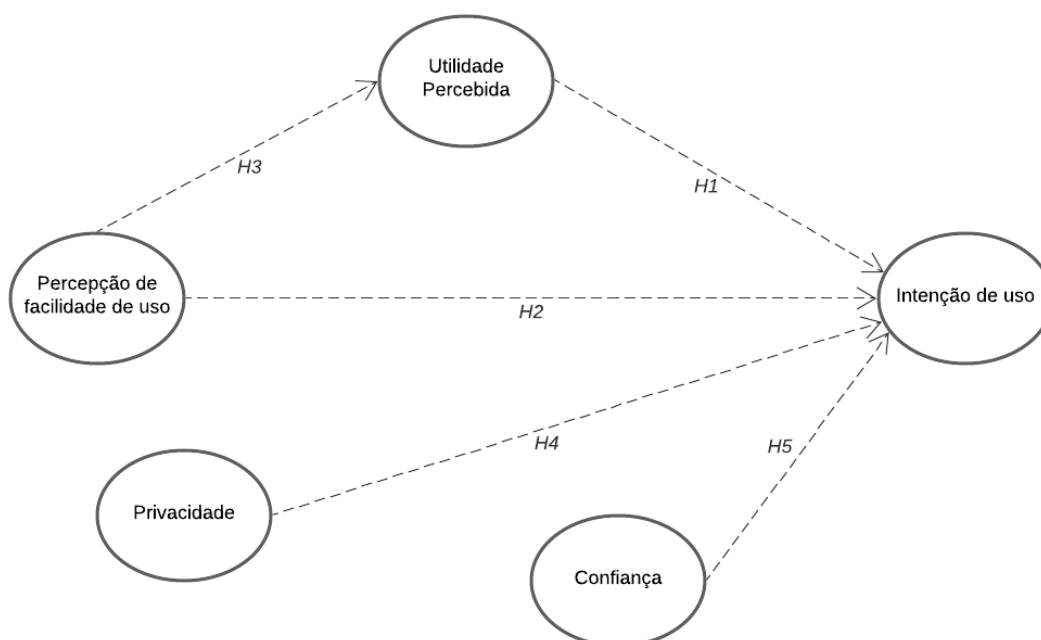 Utilidade
Percebida
H3
H1
Percepção de
facilidade de uso
Intenção de uso
H2
H4
H5
Privacidade
Confiança